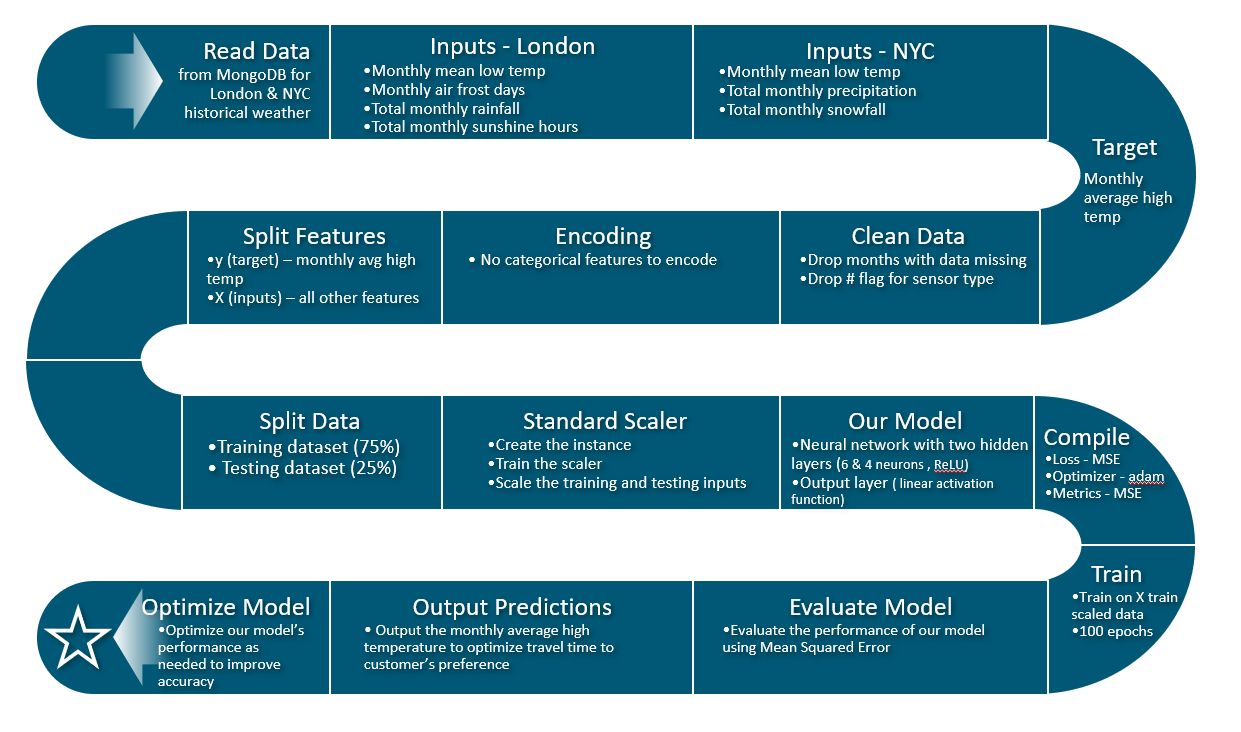 Read Data
from MongoDB for
London & NYC
historical weather
Inputs - London
•Monthly mean low temp
•Monthly air frost days
•Total monthly rainfall
•Total monthly sunshine hours
Inputs - NYC
•Monthly mean low temp
•Total monthly precipitation
•Total monthly snowfall
Target
Monthly
average high
temp
Clean Data
•Drop months with data missing
•Drop # flag for sensor type
Encoding
• No categorical features to encode
Split Features
•y (target) – monthly avg high
temp
•X (inputs) – all other features
Split Data
•Training dataset (75%)
• Testing dataset (25%)
Standard Scaler
•Create the instance
•Train the scaler
•Scale the training and testing inputs
Our Model
•Neural network with two hidden
layers (6 & 4 neurons , ReLU)
•Output layer ( linear activation
function)
Compile
•Loss - MSE
•Optimizer - adam
•Metrics - MSE
Train
•Train on X train
scaled data
•100 epochs
Evaluate Model
•Evaluate the performance of our model
using Mean Squared Error
Output Predictions
• Output the monthly average high
temperature to optimize travel time to
customer’s preference
Optimize Model
•Optimize our model’s
performance as
needed to improve
accuracy